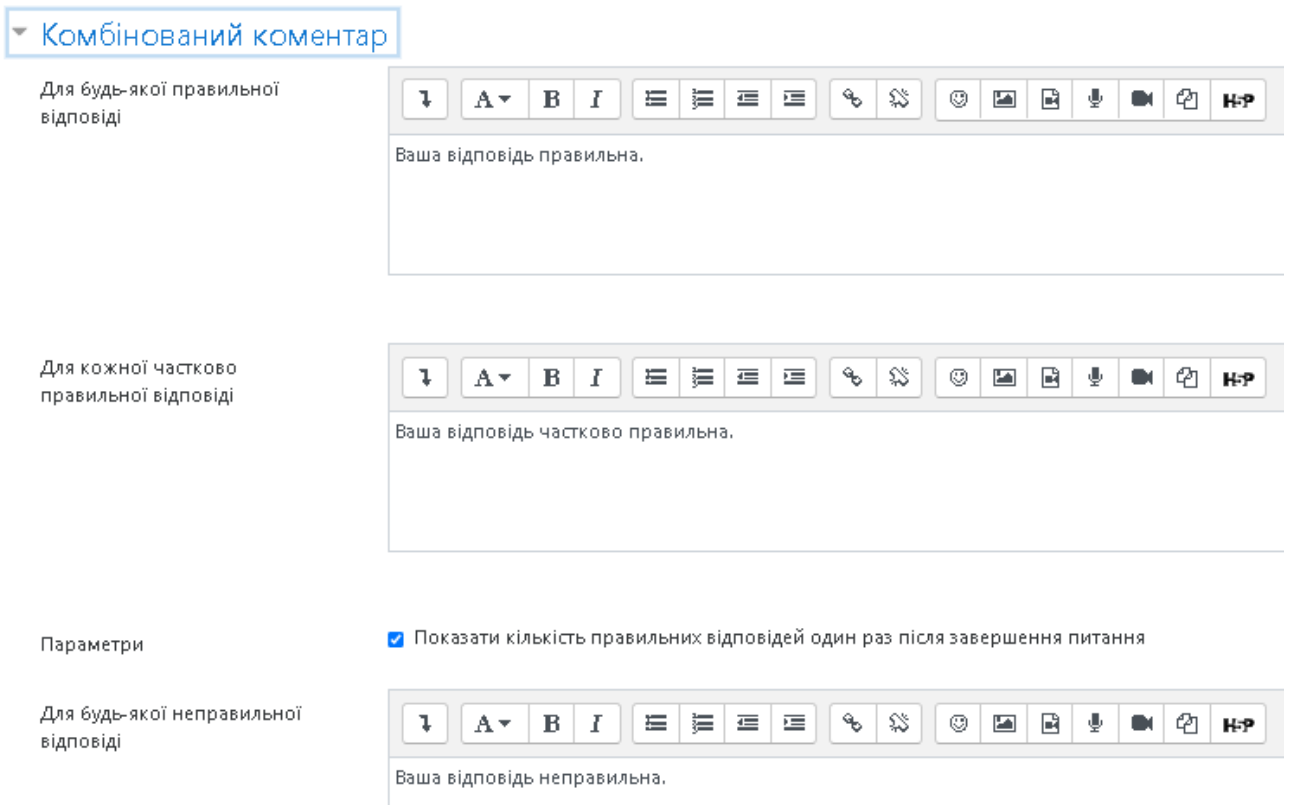 Комбінований коментар
Для будь-якої правильної
відповіді
A B I H-P
Ваша відповідь правильна.
Для кожної частково
правильної відповіді
A B I H-P
Ваша відповідь частково правильна.
Параметри
Показати кількість правильних відповідей один раз після завершення питання
Для будь-якої неправильної
відповіді
A B I H-P
Ваша відповідь неправильна.